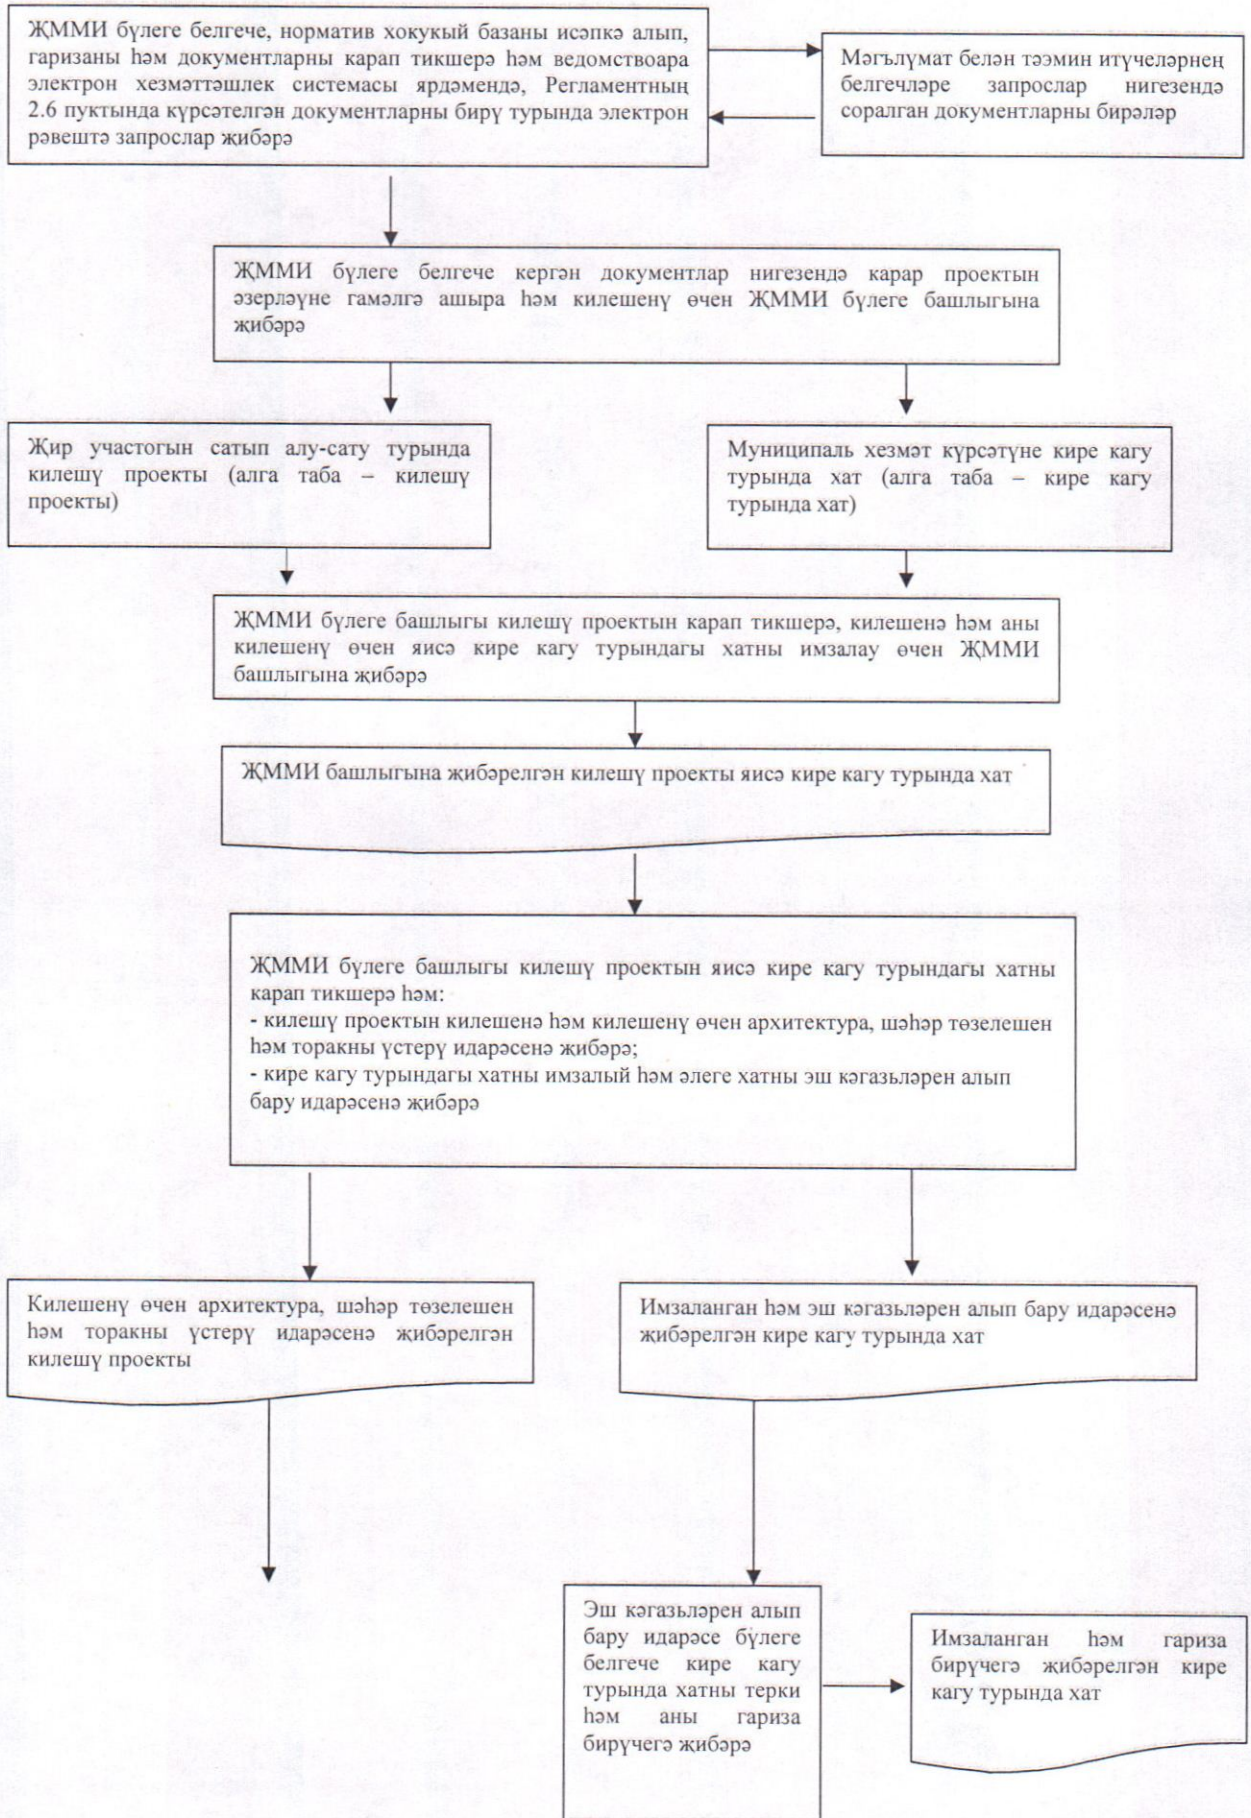 ҖММИ бүлеге белгече, норматив хокукый базаны исәпкә алып,
гаризаны һәм документларны карап тикшерә һәм ведомствоара
электрон хезмәттәшлек системасы ярдәмендә, Регламентның
2.6 пунктында күрсәтелгән документларны бирү турында электрон
рәвештә запрослар җибәрә
Мәгълүмат белән тәэмин итүчеләрнең
белгечләре запрослар нигезендә
соралган документларны бирәләр
ҖММИ бүлеге белгече кергән документлар нигезендә карар проектын
әзерләүне гамәлгә ашыра һәм килешенү өчен ҖММИ бүлеге башлыгына
җибәрә
Җир участогын сатып алу-сату турында
килешү проекты (алга таба – килешү
проекты)
Муниципаль хезмәт күрсәтүне кире кагу
турында хат (алга таба – кире кагу
турында хат)
ҖММИ бүлеге башлыгы килешү проектын карап тикшерә, килешенә һәм аны
килешенү өчен яисә кире кагу турындагы хатны имзалау өчен ҖММИ
башлыгына җибәрә
ҖММИ башлыгына җибәрелгән килешү проекты яисә кире кагу турында хат
ҖММИ бүлеге башлыгы килешү проектын яисә кире кагу турындагы хатны
карап тикшерә һәм:
- килешү проектын килешенә һәм килешенү өчен архитектура, шәһәр төзелешен
һәм торакны үстерү идарәсенә җибәрә;
- кире кагу турындагы хатны имзалый һәм әлеге хатны эш кәгазьләрен алып
бару идарәсенә җибәрә
Килешенү өчен архитектура, шәһәр төзелешен
һәм торакны үстерү идарәсенә җибәрелгән
килешү проекты
Имзаланган һәм эш кәгазьләрен алып бару идарәсенә
җибәрелгән кире кагу турында хат
Эш кәгазьләрен алып
бару идарәсе бүлеге
белгече кире кагу
турында хатны терки
һәм аны гариза
бирүчегә җибәрә
Имзаланган һәм гариза
бирүчегә җибәрелгән кире
кагу турында хат